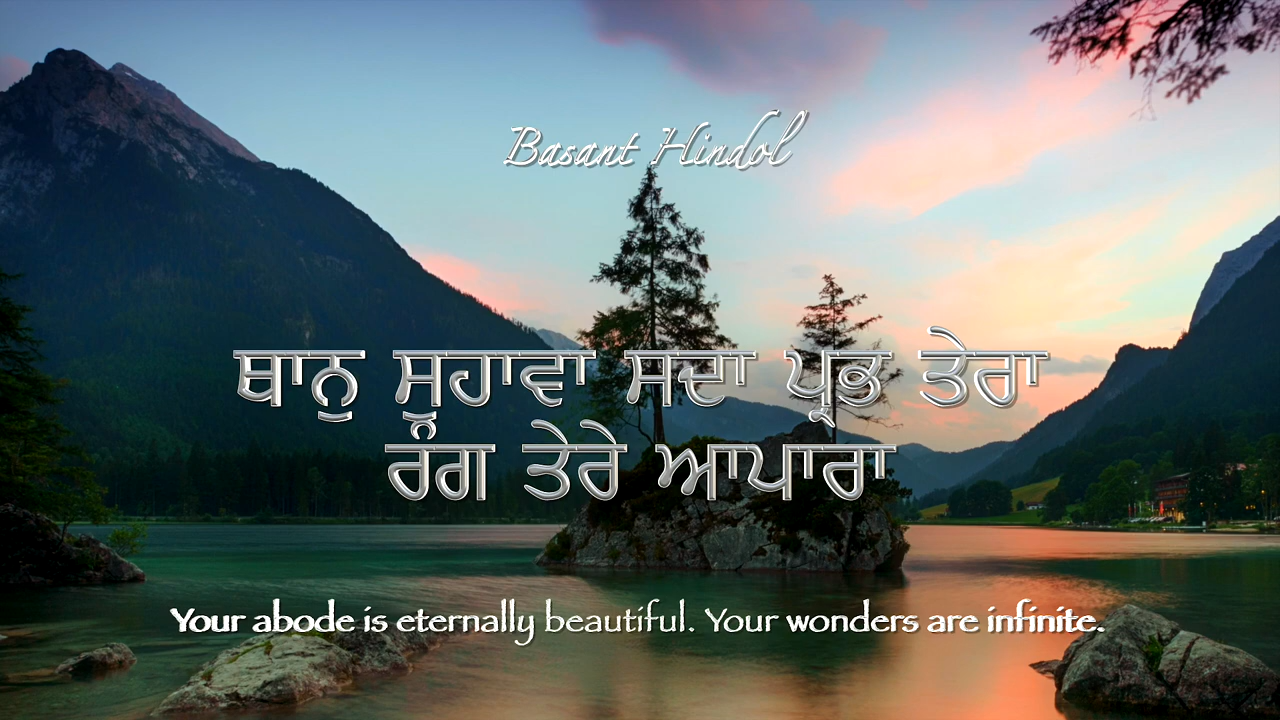 Basant Hindol
ਥਾਨੁ ਸੁਹਾਵਾ ਸਦਾ ਪ੍ਰਭ ਤੇਰਾ
ਰੰਗ ਤੇਰੇ ਆਪਾਰਾ
Your abode is eternally beautiful. Your wonders are infinite.